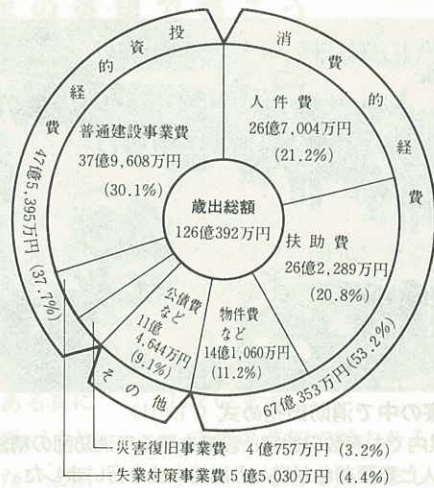 投資的経費
47億5,395万円(37.7%)
消費的経費
67億353万円(53.2%)
その他
人件費
26億7,004万円
(21.2%)
普通建設事業費
37億9,608万円
(30.1%)
歳出総額
126億392万円
扶助費
26億2,289万円
(20.8%)
公債費
など
11億
4,644万円
(9.1%)
物件費
など
14億1,060万円
(11.2%)
災害復旧事業費 4億757万円(3.2%)
失業対策事業費 5億5,030万円(4.4%)